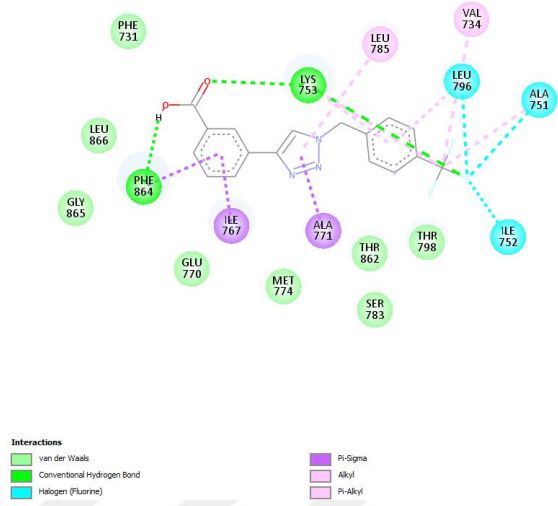 PHE
731
LEU
785
VAL
734
LYS
753
LEU
796
ALA
751
O
O
H
LEU
866
N
N
N
PHE
864
GLY
865
ILE
767
ALA
771
ILE
752
THR
862
THR
798
GLU
770
MET
774
SER
783
Interactions
van der Waals
Conventional Hydrogen Bond
Halogen (Fluorine)
Pi-Sigma
Alkyl
Pi-Alkyl